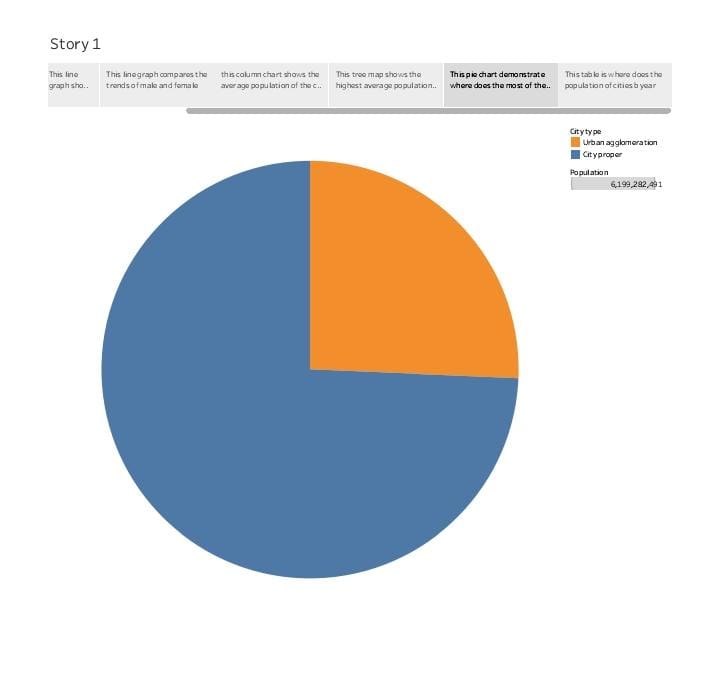 Story 1
This line
graph sho..
This line graph compares the
trends of male and female
this column chart shows the
average population of the c..
This tree map shows the
highest average population..
This pie chart demonstrate
where does the most of the..
This table is where does the
population of cities b year
City type
Urban agglomeration
City proper
Population
6,199,282,491